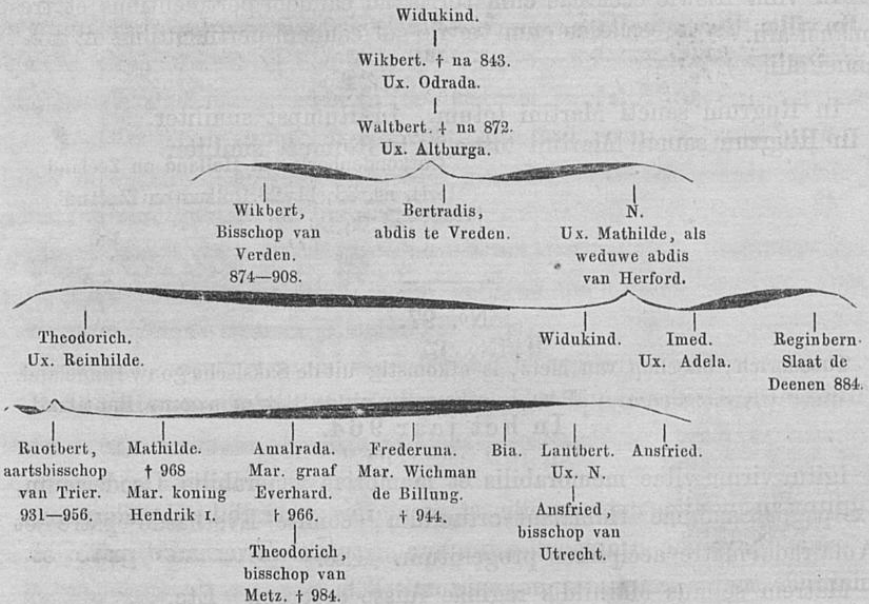 Widukind.
Wikbert. † na 843.
Ux. Odrada.
Waltbert. † na 872.
Ux. Altburga.
Wikbert,
Bisschop van
Verden.
874—908.
Bertradis,
abdis te Vreden.
N.
Ux. Mathilde, als
weduwe abdis
van Herford.
Theodorich,
Ux. Reinhilde.
Widukind.
Imed.
Ux. Adela.
Reginbern.
Slaat de
Deenen 884.
Ruotbert,
aartsbisschop
van Trier.
931—956.
Mathilde.
† 968
Mar. koning
Hendrik I.
Amalrada.
Mar. graaf
Everhard.
† 966.
Theodorich,
bisschop van
Metz. † 984.
Frederuna.
Mar. Wichman
de Billung.
† 944.
Bia.
Lantbert.
Ux. N.
Ansfried,
bisschop van
Utrecht.
Ansfried.